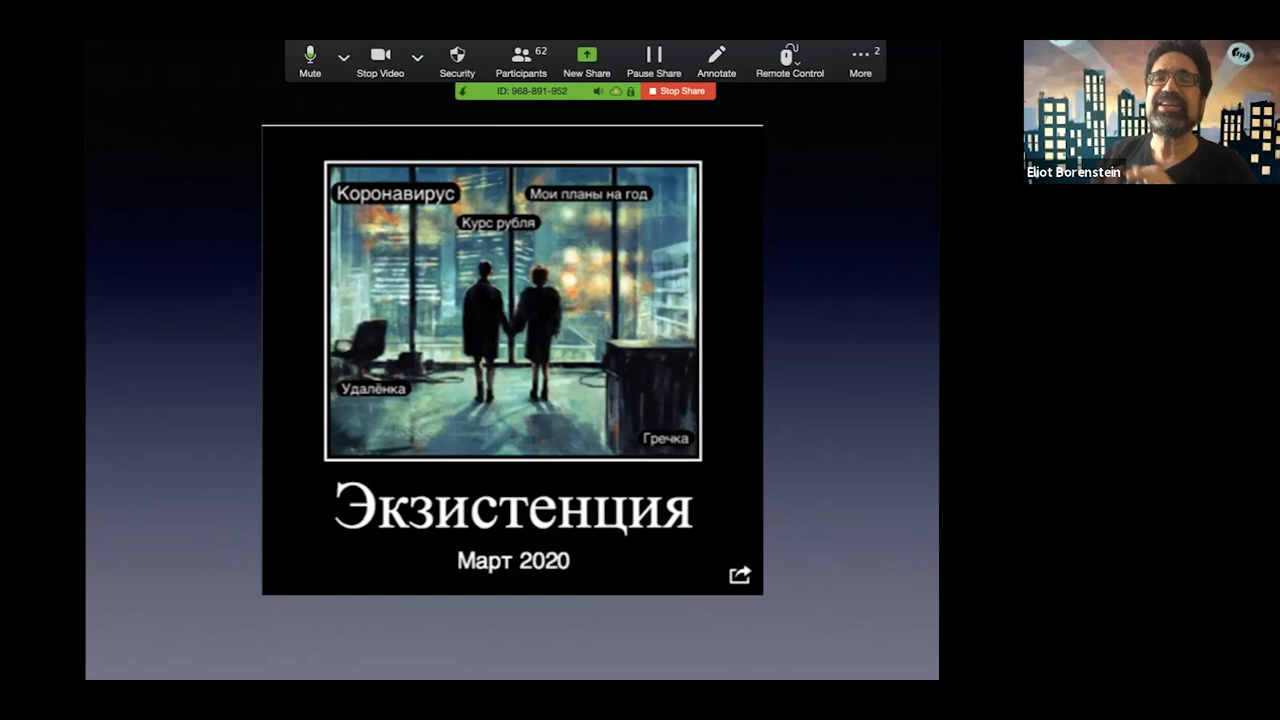 62
2
Mute
Stop Video
Security
Participants
New Share
Pause Share
Annotate
Remote Control
More
ID: 968-891-952
Stop Share
Eliot Borenstein
Коронавирус
Мои планы на год
Курс рубля
Удалёнка
Гречка
Экзистенция
Март 2020